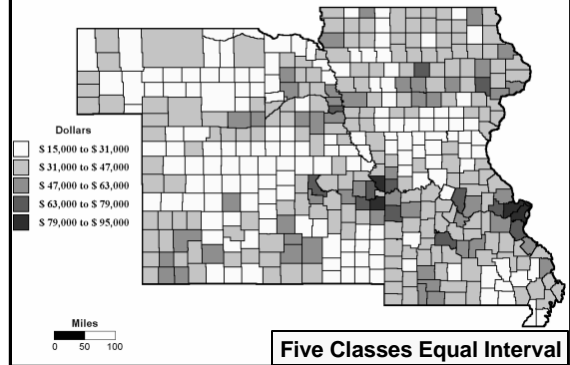 Dollars
$ 15,000 to $ 31,000
$ 31,000 to $ 47,000
$ 47,000 to $ 63,000
$ 63,000 to $ 79,000
$ 79,000 to $ 95,000
Miles
0 50 100
Five Classes Equal Interval